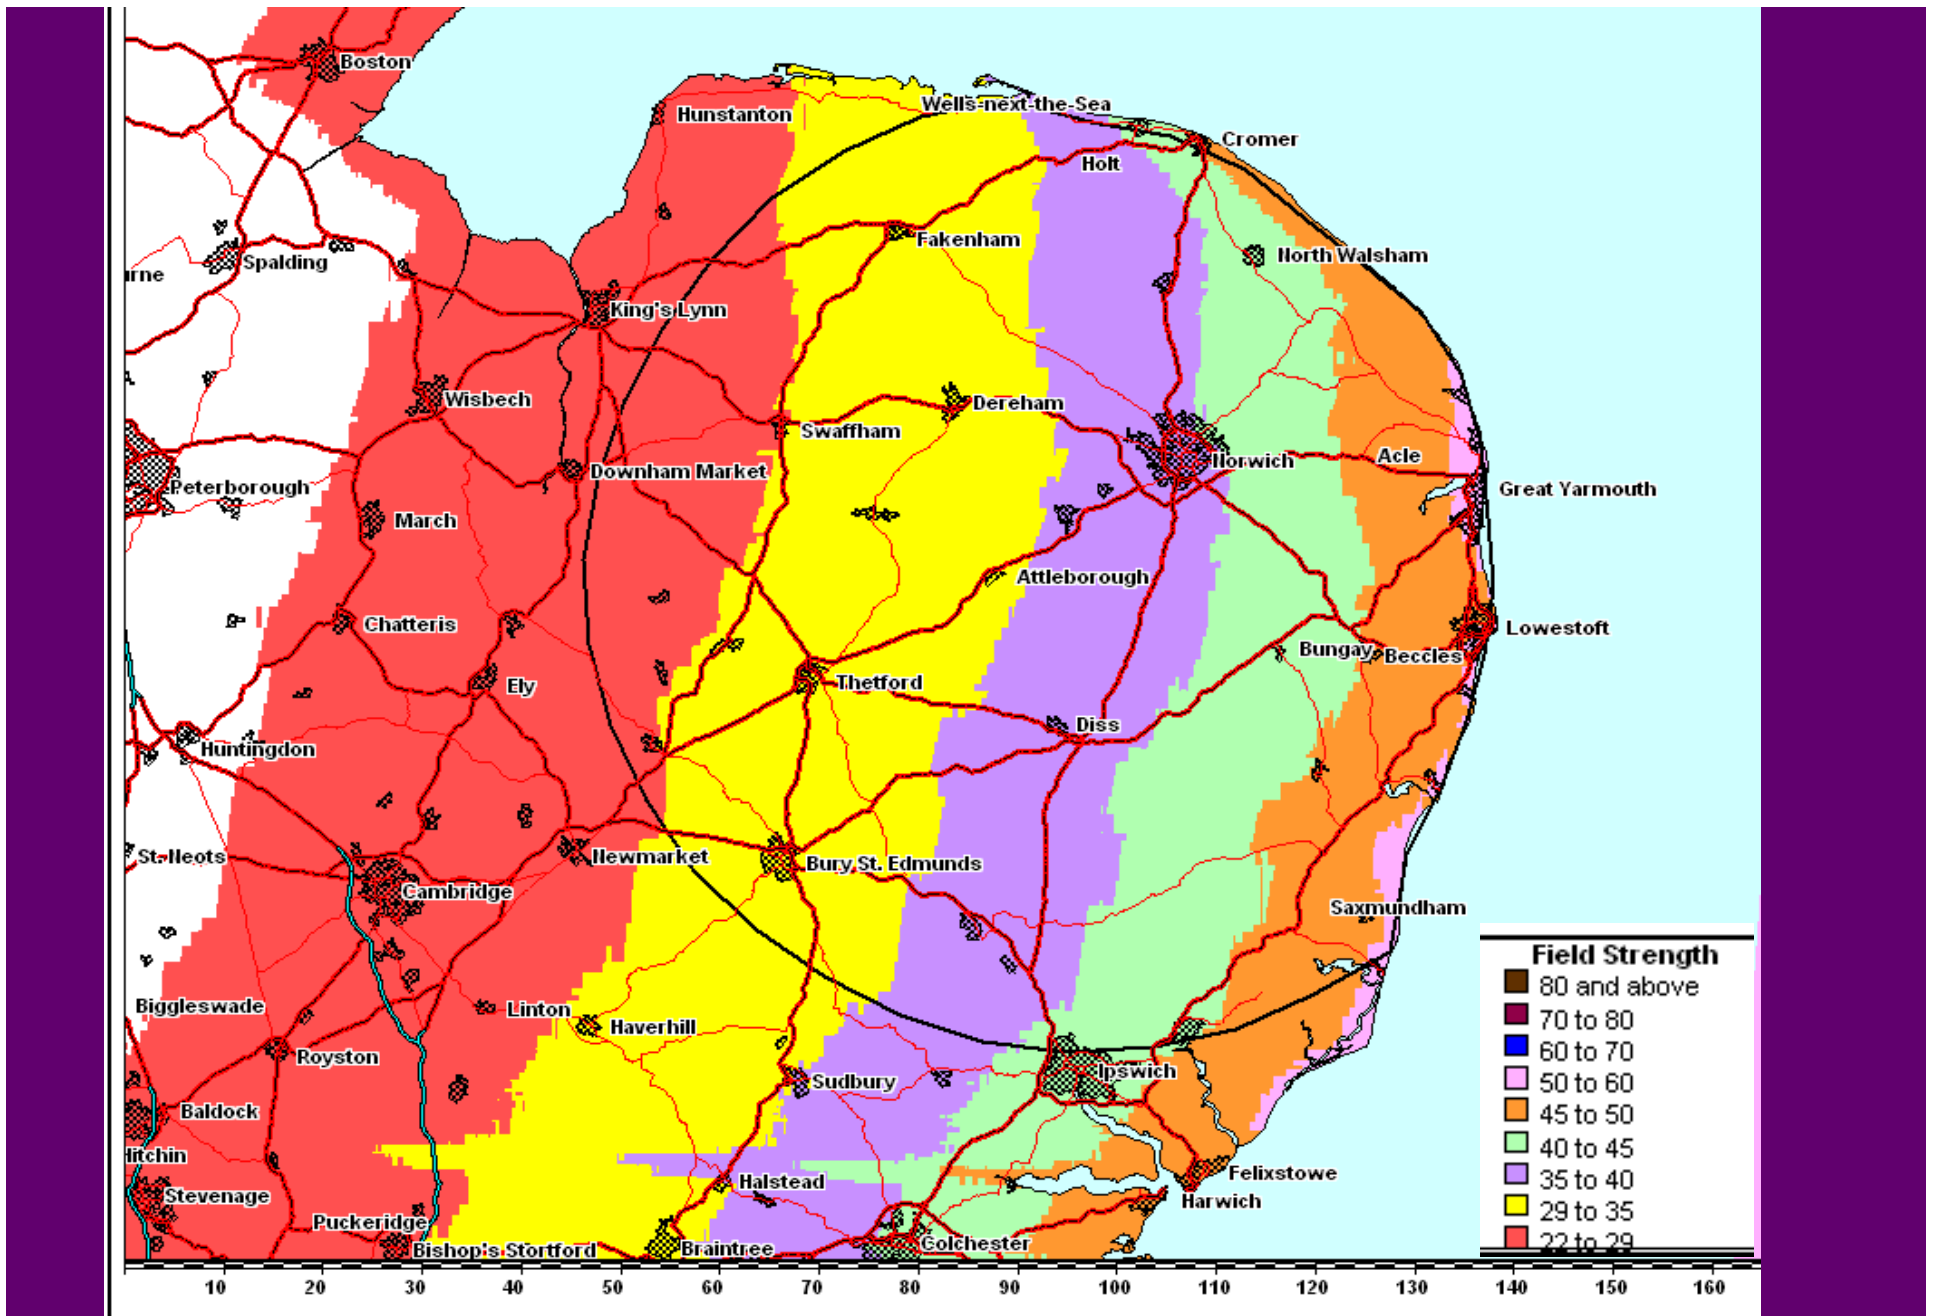 Boston
Hunstanton
Wells-next-the-Sea
Cromer
Holt
Fakenham
North Walsham
Spalding
urne
King's Lynn
Wisbech
Dereham
Swaffham
Downham Market
Norwich
Acle
Peterborough
Great Yarmouth
March
Attleborough
Chatteris
Lowestoft
Bungay
Beccles
Ely
Thetford
Diss
Huntingdon
St. Neots
Newmarket
Bury St. Edmunds
Cambridge
Saxmundham
Biggleswade
Linton
Haverhill
Royston
Sudbury
Ipswich
Baldock
Hitchin
Stevenage
Halstead
Felixstowe
Harwich
Puckeridge
Bishop's Stortford
Braintree
Colchester
Field Strength
80 and above
70 to 80
60 to 70
50 to 60
45 to 50
40 to 45
35 to 40
29 to 35
22 to 29
10 20 30 40 50 60 70 80 90 100 110 120 130 140 150 160